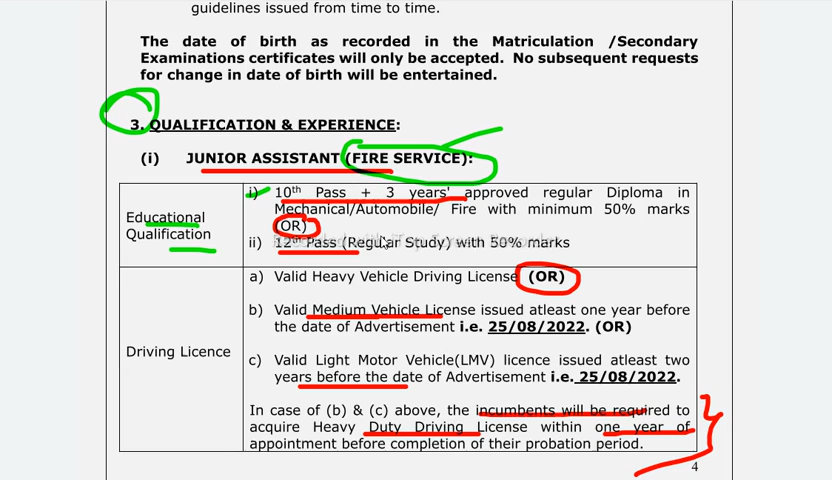 guidelines issued from time to time.
The date of birth as recorded in the Matriculation /Secondary
Examinations certificates will only be accepted. No subsequent requests
for change in date of birth will be entertained.
3. QUALIFICATION & EXPERIENCE:
(i) JUNIOR ASSISTANT (FIRE SERVICE):
Educational
Qualification
i) 10th Pass + 3 years' approved regular Diploma in
Mechanical/Automobile/ Fire with minimum 50% marks
(OR)
ii) 12th Pass (Regular Study) with 50% marks
Driving Licence
a) Valid Heavy Vehicle Driving License (OR)
b) Valid Medium Vehicle License issued atleast one year before
the date of Advertisement i.e. 25/08/2022. (OR)
c) Valid Light Motor Vehicle(LMV) licence issued atleast two
years before the date of Advertisement i.e. 25/08/2022.
In case of (b) & (c) above, the incumbents will be required to
acquire Heavy Duty Driving License within one year of
appointment before completion of their probation period.
4